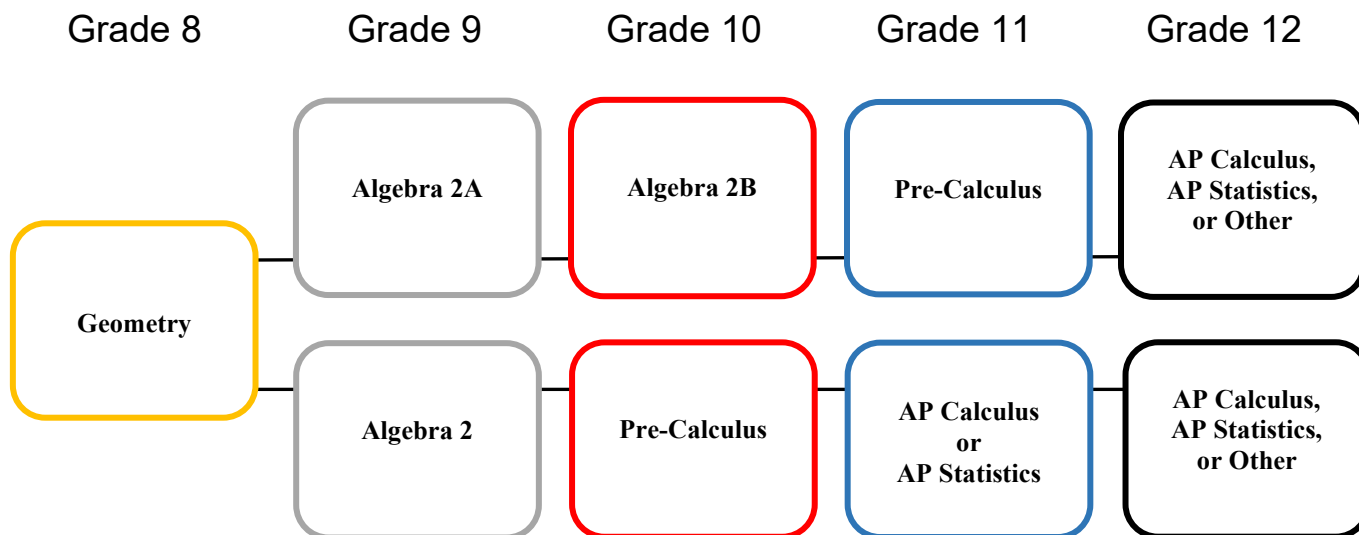 Grade 8 Grade 9 Grade 10 Grade 11 Grade 12
Algebra 2A
Algebra 2B
Pre-Calculus
AP Calculus,
AP Statistics,
or Other
Geometry
Algebra 2
Pre-Calculus
AP Calculus
or
AP Statistics
AP Calculus,
AP Statistics,
or Other